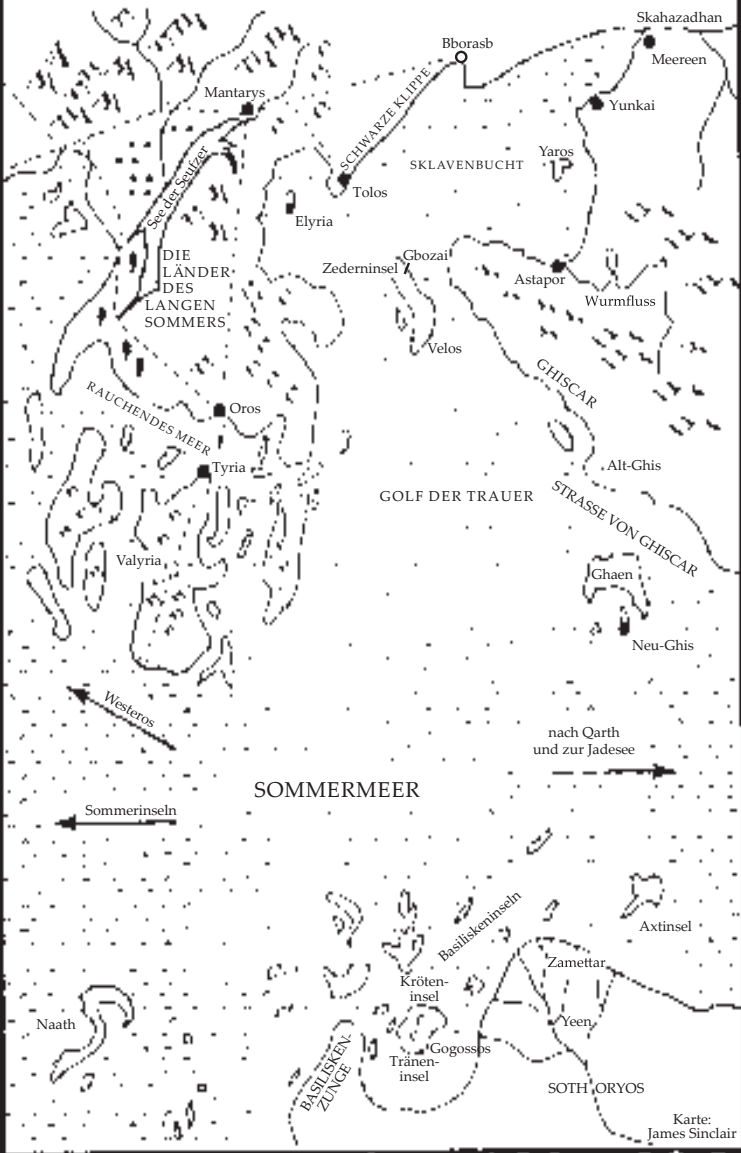 Skahazadhan
Bborasb
Meereen
Mantarys
Yunkai
SCHWARZE KLIPPE
Yaros
SKLAVENBUCHT
See der Seufzer
Tolos
Elyria
DIE
LÄNDER
DES
LANGEN
SOMMERS
Gbozai
Zederninsel
Astapor
Wurmfluss
Velos
GHISCAR
RAUCHENDES MEER
Oros
Tyria
Alt-Ghis
GOLF DER TRAUER
STRASSE VON GHISCAR
Valyria
Ghaen
Neu-Ghis
Westeros
nach Qarth
und zur Jadesee
SOMMERMEER
Sommerinseln
Basiliskeninseln
Axtinsel
Zamettar
Kröten-
insel
Naath
Yeen
Gogossos
Tränen-
insel
BASILISKEN-
ZUNGE
SOTHORYOS
Karte:
James Sinclair